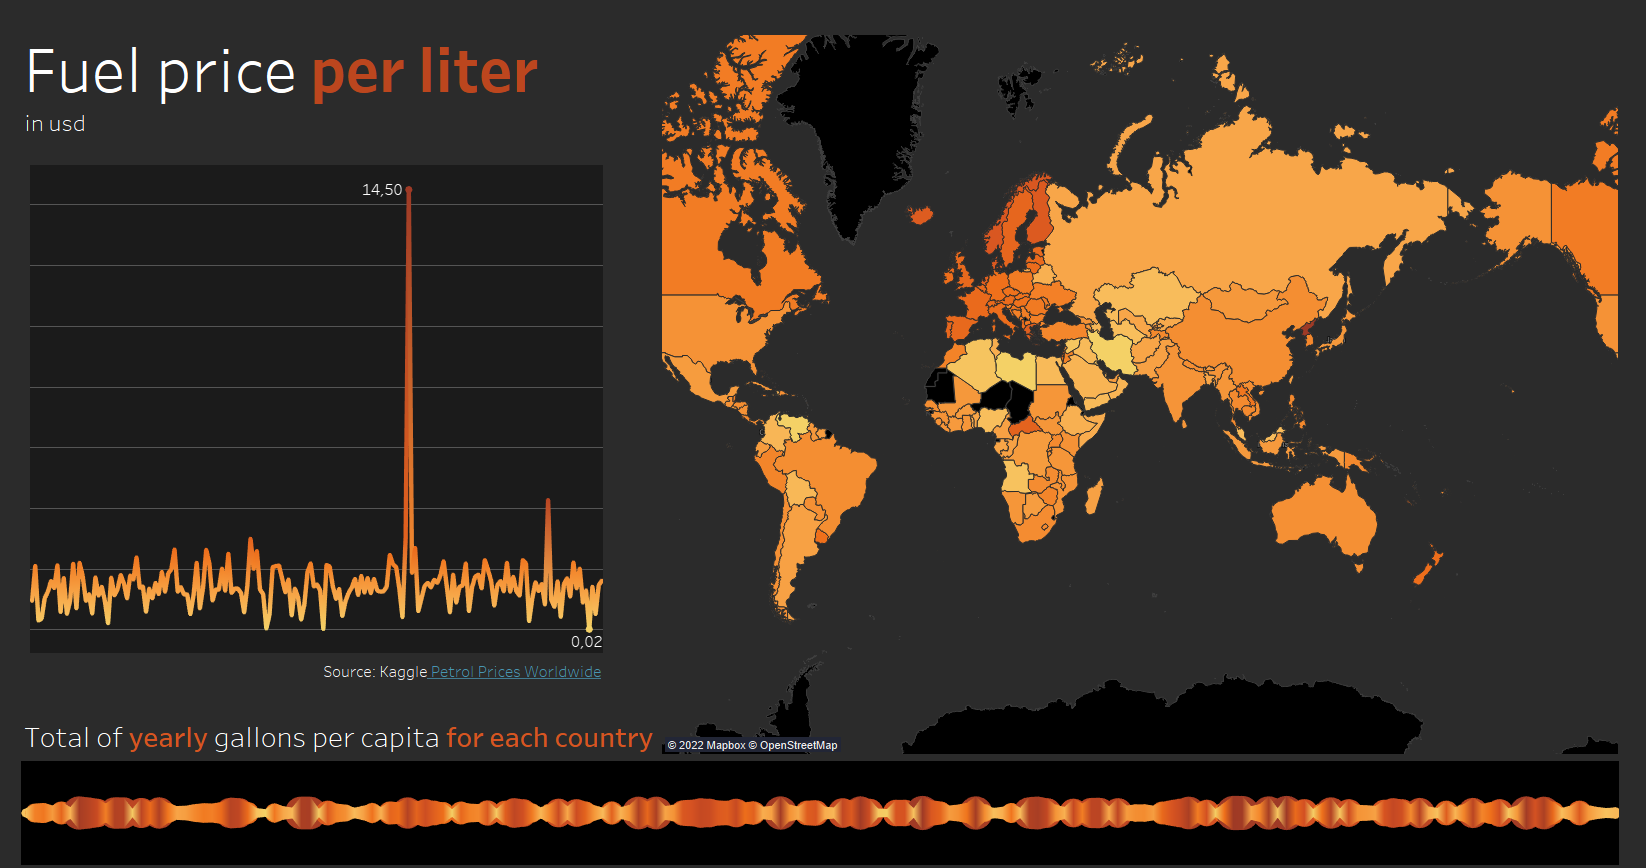 Fuel price per liter
in usd
14,50
0,02
Source: Kaggle Petrol Prices Worldwide
Total of yearly gallons per capita for each country
© 2022 Mapbox © OpenStreetMap